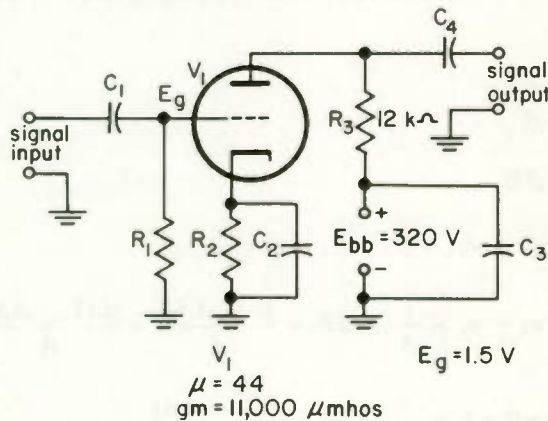 C4
V1
signal output
C1
Eg
R3 12 kΩ
signal input
+
Ebb = 320 V
-
R1
R2
C2
C3
V1
Eg = 1.5 V
μ = 44
gm = 11,000 μmhos